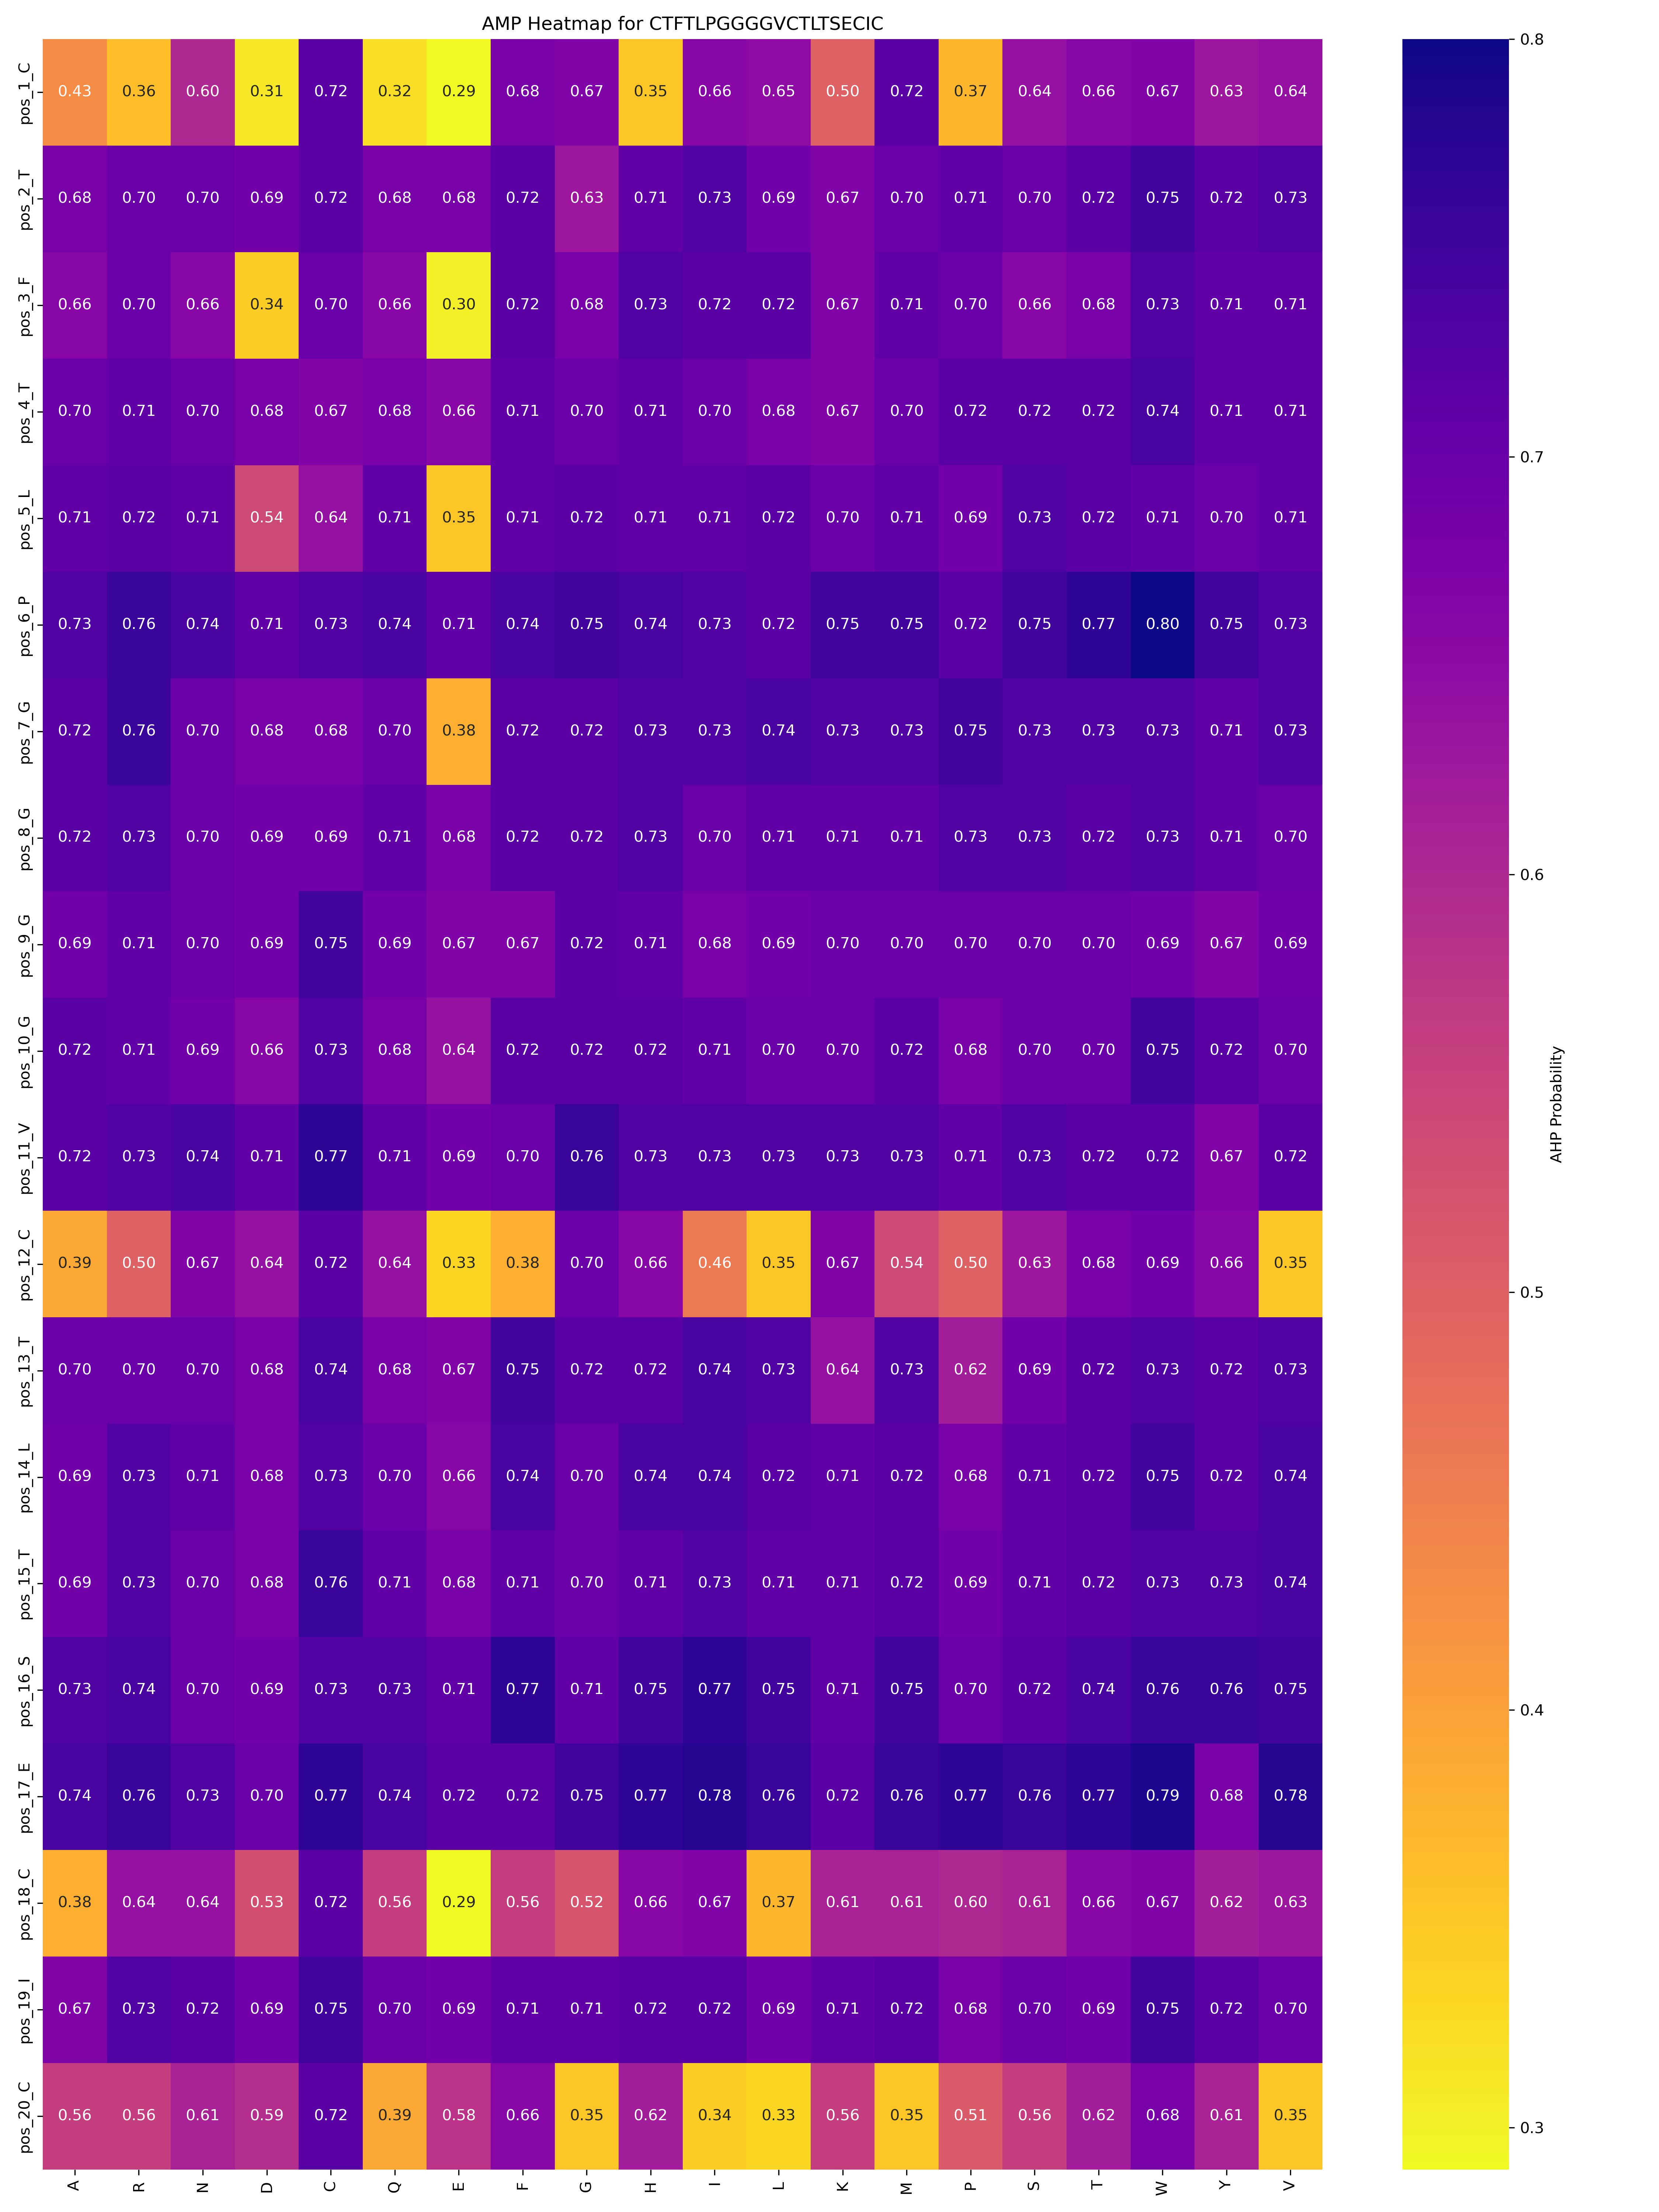 AMP Heatmap for CTFTLPGGGGVCTLTSECIC
pos_1_C 0.43 0.36 0.60 0.31 0.72 0.32 0.29 0.68 0.67 0.35 0.66 0.65 0.50 0.72 0.37 0.64 0.66 0.67 0.63 0.64
pos_2_T 0.68 0.70 0.70 0.69 0.72 0.68 0.68 0.72 0.63 0.71 0.73 0.69 0.67 0.70 0.71 0.70 0.72 0.75 0.72 0.73
pos_3_F 0.66 0.70 0.66 0.34 0.70 0.66 0.30 0.72 0.68 0.73 0.72 0.72 0.67 0.71 0.70 0.66 0.68 0.73 0.71 0.71
pos_4_T 0.70 0.71 0.70 0.68 0.67 0.68 0.66 0.71 0.70 0.71 0.70 0.68 0.67 0.70 0.72 0.72 0.72 0.74 0.71 0.71
pos_5_L 0.71 0.72 0.71 0.54 0.64 0.71 0.35 0.71 0.72 0.71 0.71 0.72 0.70 0.71 0.69 0.73 0.72 0.71 0.70 0.71
pos_6_P 0.73 0.76 0.74 0.71 0.73 0.74 0.71 0.74 0.75 0.74 0.73 0.72 0.75 0.75 0.72 0.75 0.77 0.80 0.75 0.73
pos_7_G 0.72 0.76 0.70 0.68 0.68 0.70 0.38 0.72 0.72 0.73 0.73 0.74 0.73 0.73 0.75 0.73 0.73 0.73 0.71 0.73
pos_8_G 0.72 0.73 0.70 0.69 0.69 0.71 0.68 0.72 0.72 0.73 0.70 0.71 0.71 0.71 0.73 0.73 0.72 0.73 0.71 0.70
pos_9_G 0.69 0.71 0.70 0.69 0.75 0.69 0.67 0.67 0.72 0.71 0.68 0.69 0.70 0.70 0.70 0.70 0.70 0.69 0.67 0.69
pos_10_G 0.72 0.71 0.69 0.66 0.73 0.68 0.64 0.72 0.72 0.72 0.71 0.70 0.70 0.72 0.68 0.70 0.70 0.75 0.72 0.70
pos_11_V 0.72 0.73 0.74 0.71 0.77 0.71 0.69 0.70 0.76 0.73 0.73 0.73 0.73 0.73 0.71 0.73 0.72 0.72 0.67 0.72
pos_12_C 0.39 0.50 0.67 0.64 0.72 0.64 0.33 0.38 0.70 0.66 0.46 0.35 0.67 0.54 0.50 0.63 0.68 0.69 0.66 0.35
pos_13_T 0.70 0.70 0.70 0.68 0.74 0.68 0.67 0.75 0.72 0.72 0.74 0.73 0.64 0.73 0.62 0.69 0.72 0.73 0.72 0.73
pos_14_L 0.69 0.73 0.71 0.68 0.73 0.70 0.66 0.74 0.70 0.74 0.74 0.72 0.71 0.72 0.68 0.71 0.72 0.75 0.72 0.74
pos_15_T 0.69 0.73 0.70 0.68 0.76 0.71 0.68 0.71 0.70 0.71 0.73 0.71 0.71 0.72 0.69 0.71 0.72 0.73 0.73 0.74
pos_16_S 0.73 0.74 0.70 0.69 0.73 0.73 0.71 0.77 0.71 0.75 0.77 0.75 0.71 0.75 0.70 0.72 0.74 0.76 0.76 0.75
pos_17_E 0.74 0.76 0.73 0.70 0.77 0.74 0.72 0.72 0.75 0.77 0.78 0.76 0.72 0.76 0.77 0.76 0.77 0.79 0.68 0.78
pos_18_C 0.38 0.64 0.64 0.53 0.72 0.56 0.29 0.56 0.52 0.66 0.67 0.37 0.61 0.61 0.60 0.61 0.66 0.67 0.62 0.63
pos_19_I 0.67 0.73 0.72 0.69 0.75 0.70 0.69 0.71 0.71 0.72 0.72 0.69 0.71 0.72 0.68 0.70 0.69 0.75 0.72 0.70
pos_20_C 0.56 0.56 0.61 0.59 0.72 0.39 0.58 0.66 0.35 0.62 0.34 0.33 0.56 0.35 0.51 0.56 0.62 0.68 0.61 0.35
A R N D C Q E F G H I L K M P S T W Y V
0.8
0.7
0.6
0.5
0.4
0.3
AHP Probability